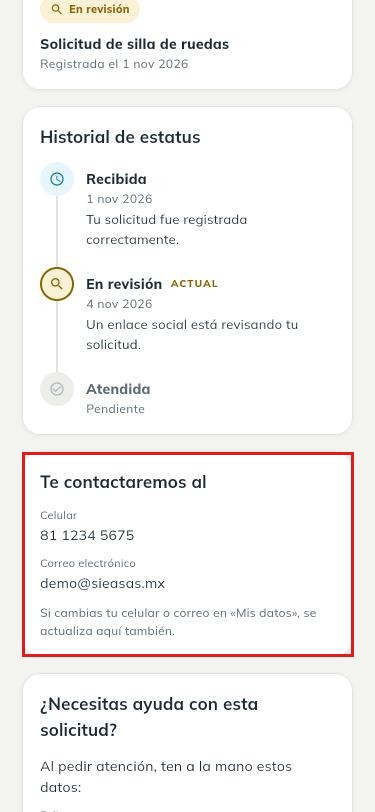 En revisión
Solicitud de silla de ruedas
Registrada el 1 nov 2026
Historial de estatus
Recibida
1 nov 2026
Tu solicitud fue registrada
correctamente.
En revisión ACTUAL
4 nov 2026
Un enlace social está revisando tu
solicitud.
Atendida
Pendiente
Te contactaremos al
Celular
81 1234 5675
Correo electrónico
demo@sieasas.mx
Si cambias tu celular o correo en «Mis datos», se
actualiza aquí también.
¿Necesitas ayuda con esta
solicitud?
Al pedir atención, ten a la mano estos
datos: